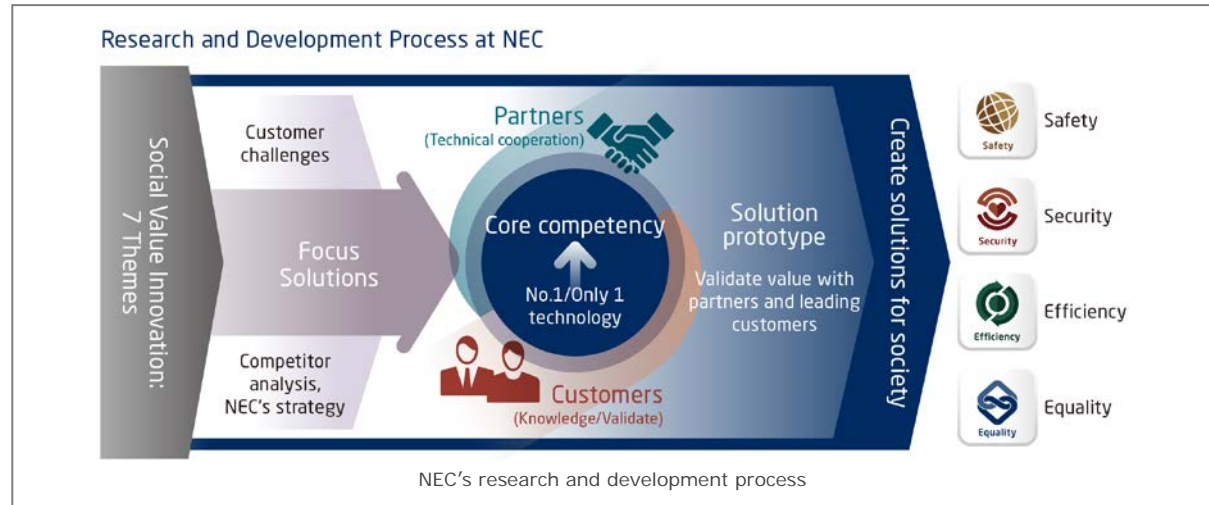 Research and Development Process at NEC
Social Value Innovation:
7 Themes
Customer
challenges
Focus
Solutions
Competitor
analysis,
NEC's strategy
Partners
(Technical cooperation)
Core competency
No.1/Only 1
technology
Customers
(Knowledge/Validate)
Solution
prototype
Validate value with
partners and leading
customers
Create solutions for society
Safety
Safety
Security
Security
Efficiency
Efficiency
Equality
Equality
NEC's research and development process